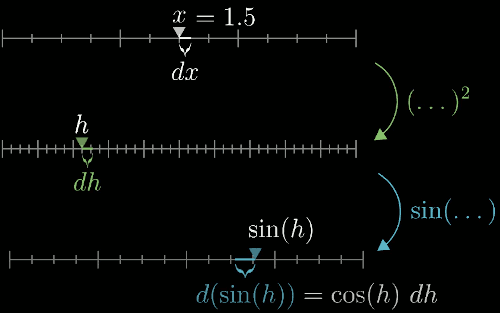 x = 1.5
dx
(...)²
h
dh
sin(...)
sin(h)
d(sin(h)) = cos(h) dh